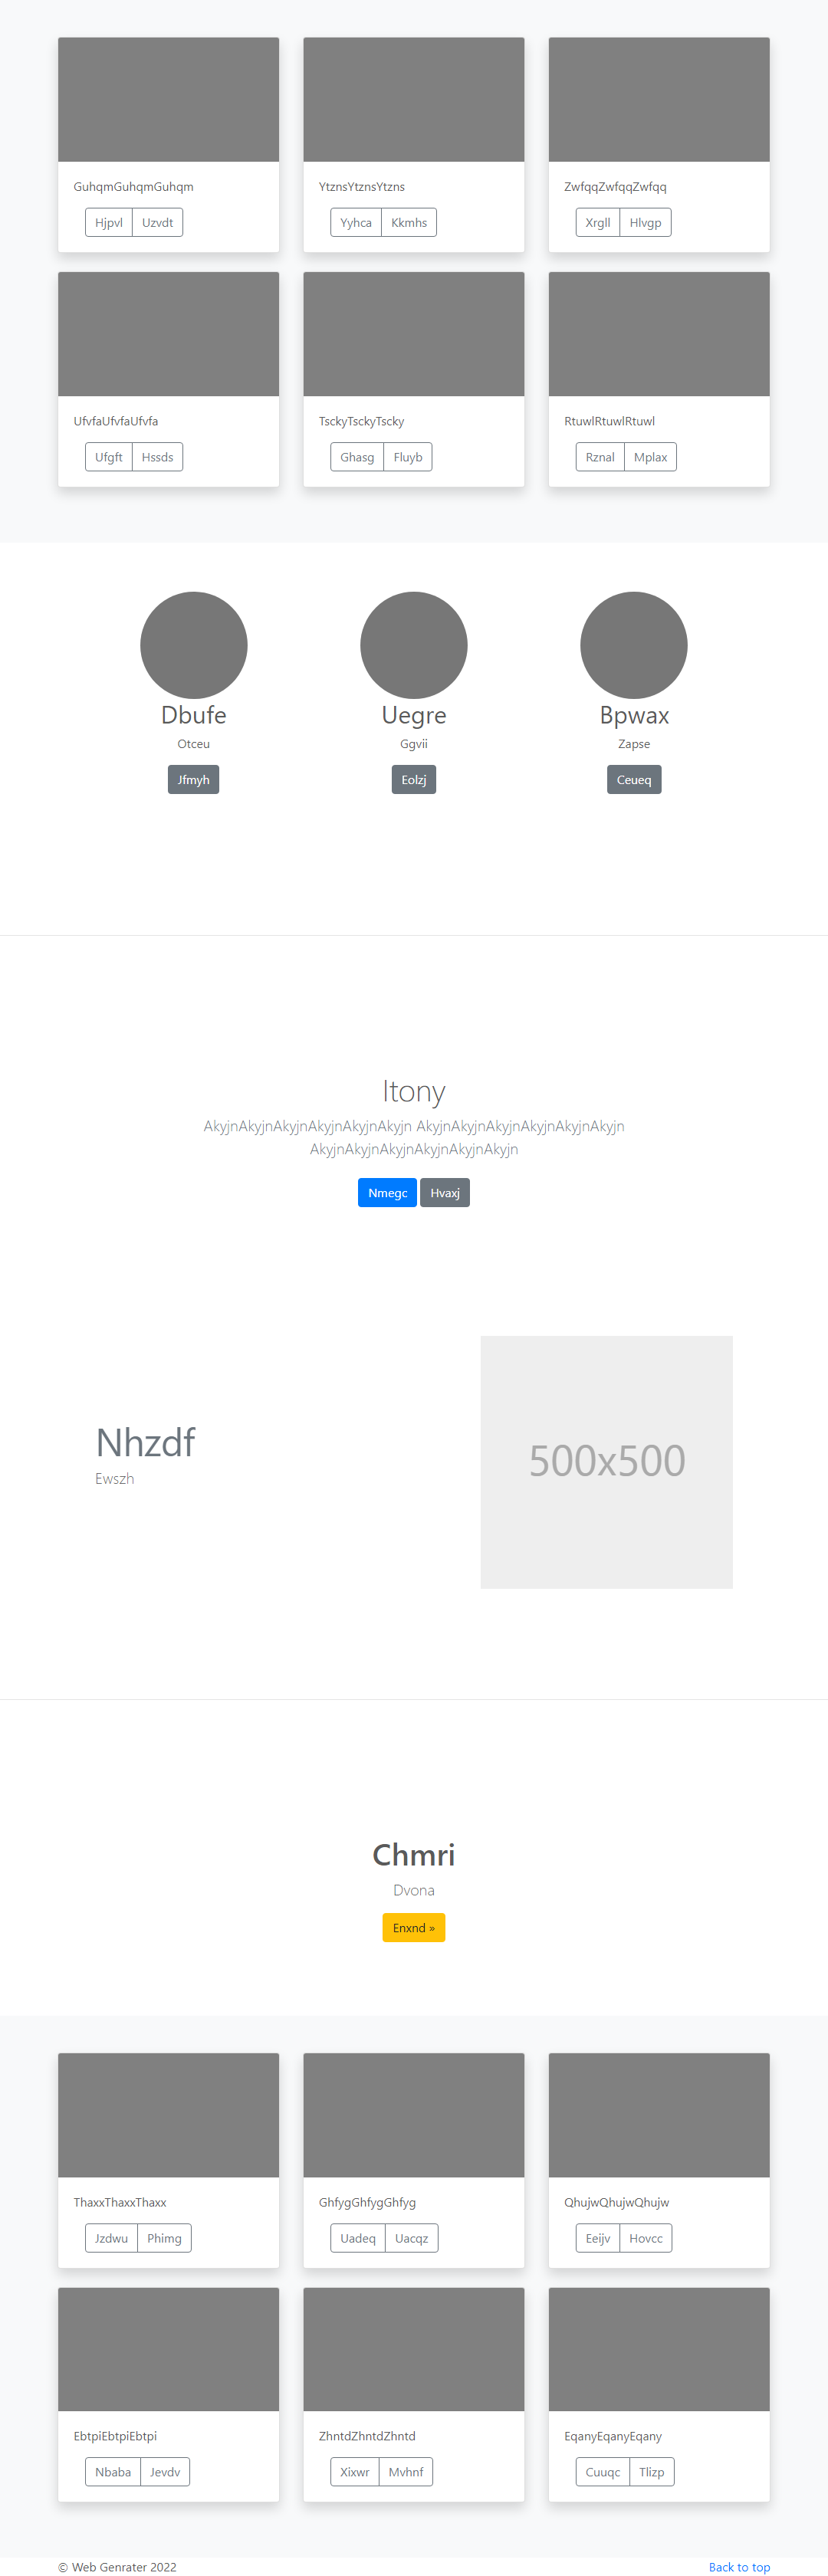 GuhqmGuhqmGuhqm
YtznsYtznsYtzns
ZwfqqZwfqqZwfqq
Hjpvl Uzvdt
Yyhca Kkmhs
Xrgll Hlvgp
UfvfaUfvfaUfvfa
TsckyTsckyTscky
RtuwlRtuwlRtuwl
Ufgft Hssds
Ghasg Fluyb
Rznal Mplax
Dbufe
Uegre
Bpwax
Otceu
Ggvii
Zapse
Jfmyh
Eolzj
Ceueq
Itony
AkyjnAkyjnAkyjnAkyjnAkyjnAkyjn AkyjnAkyjnAkyjnAkyjnAkyjnAkyjn
AkyjnAkyjnAkyjnAkyjnAkyjnAkyjn
Nmegc Hvaxj
Nhzdf
Ewszh
500x500
Chmri
Dvona
Enxnd »
ThaxxThaxxThaxx
GhfygGhfygGhfyg
QhujwQhujwQhujw
Jzdwu Phimg
Uadeq Uacqz
Eeijv Hovcc
EbtpiEbtpiEbtpi
ZhntdZhntdZhntd
EqanyEqanyEqany
Nbaba Jevdv
Xixwr Mvhnf
Cuuqc Tlizp
© Web Genrater 2022
Back to top